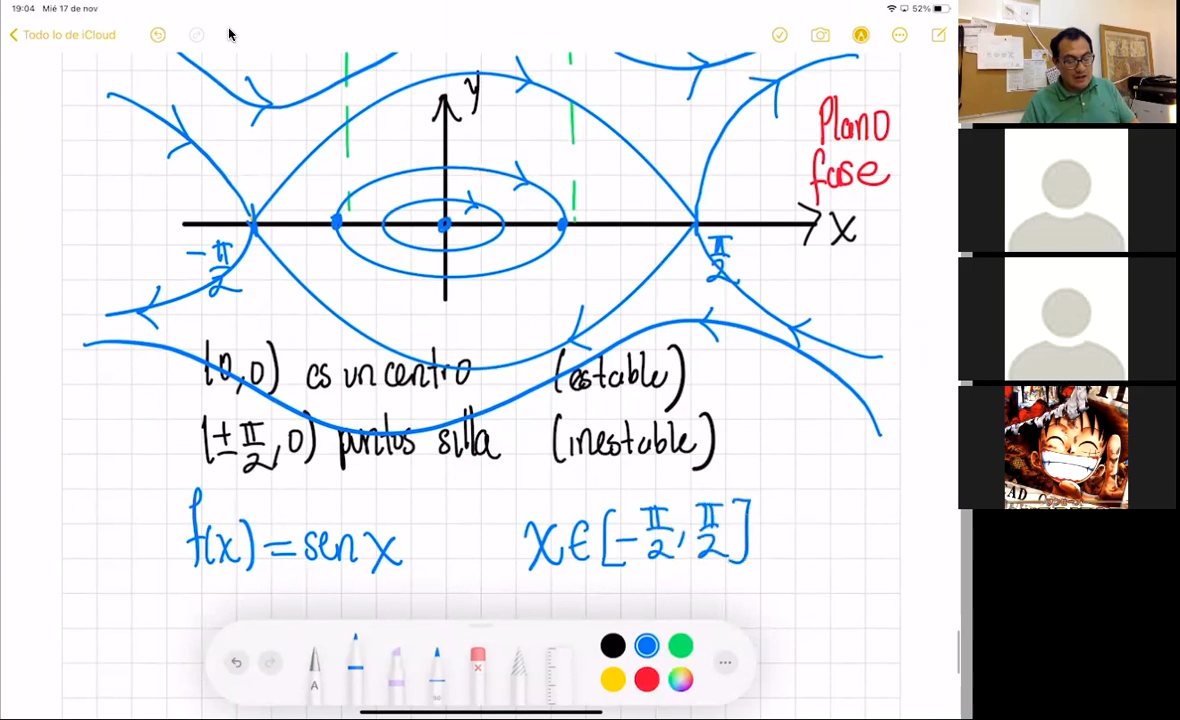 19:04 Mié 17 de nov 52%
Todo lo de iCloud
y
Plano
fase
X
-π/2
π/2
(0,0) es un centro (estable)
(±π/2,0) puntos silla (inestable)
f(x)=sen x x∈[-π/2,π/2]
A
50